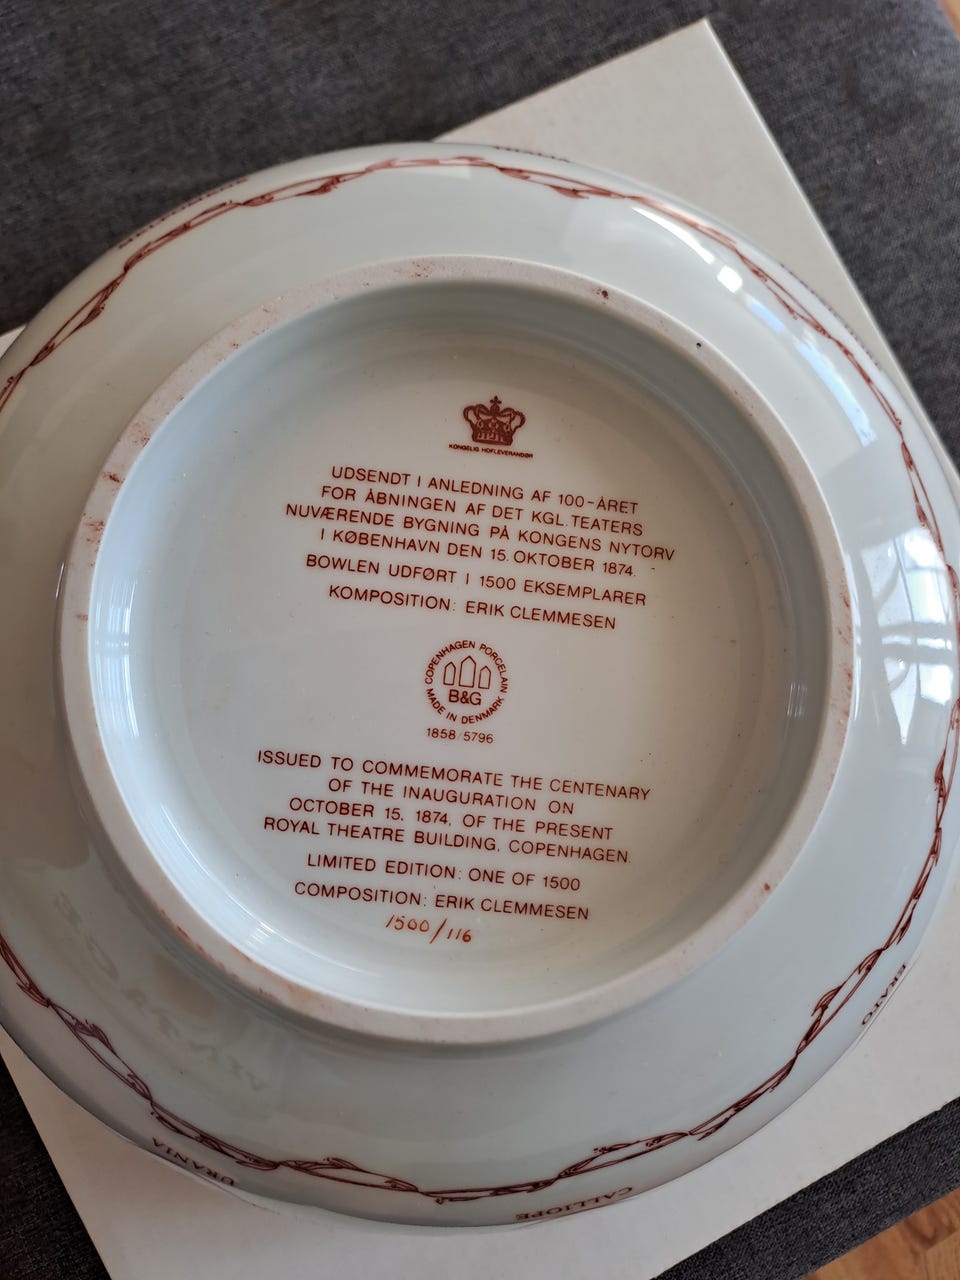 KONGELIG HOFLEVERANDØR
UDSENDT I ANLEDNING AF 100-ÅRET
FOR ÅBNINGEN AF DET KGL. TEATERS
NUVÆRENDE BYGNING PÅ KONGENS NYTORV
I KØBENHAVN DEN 15. OKTOBER 1874.
BOWLEN UDFØRT I 1500 EKSEMPLARER
KOMPOSITION: ERIK CLEMMESEN
COPENHAGEN PORCELAIN
B&G
MADE IN DENMARK
1858/5796
ISSUED TO COMMEMORATE THE CENTENARY
OF THE INAUGURATION ON
OCTOBER 15, 1874, OF THE PRESENT
ROYAL THEATRE BUILDING, COPENHAGEN.
LIMITED EDITION: ONE OF 1500
COMPOSITION: ERIK CLEMMESEN
1500/116
ERATO
URANIA
CALLIOPE